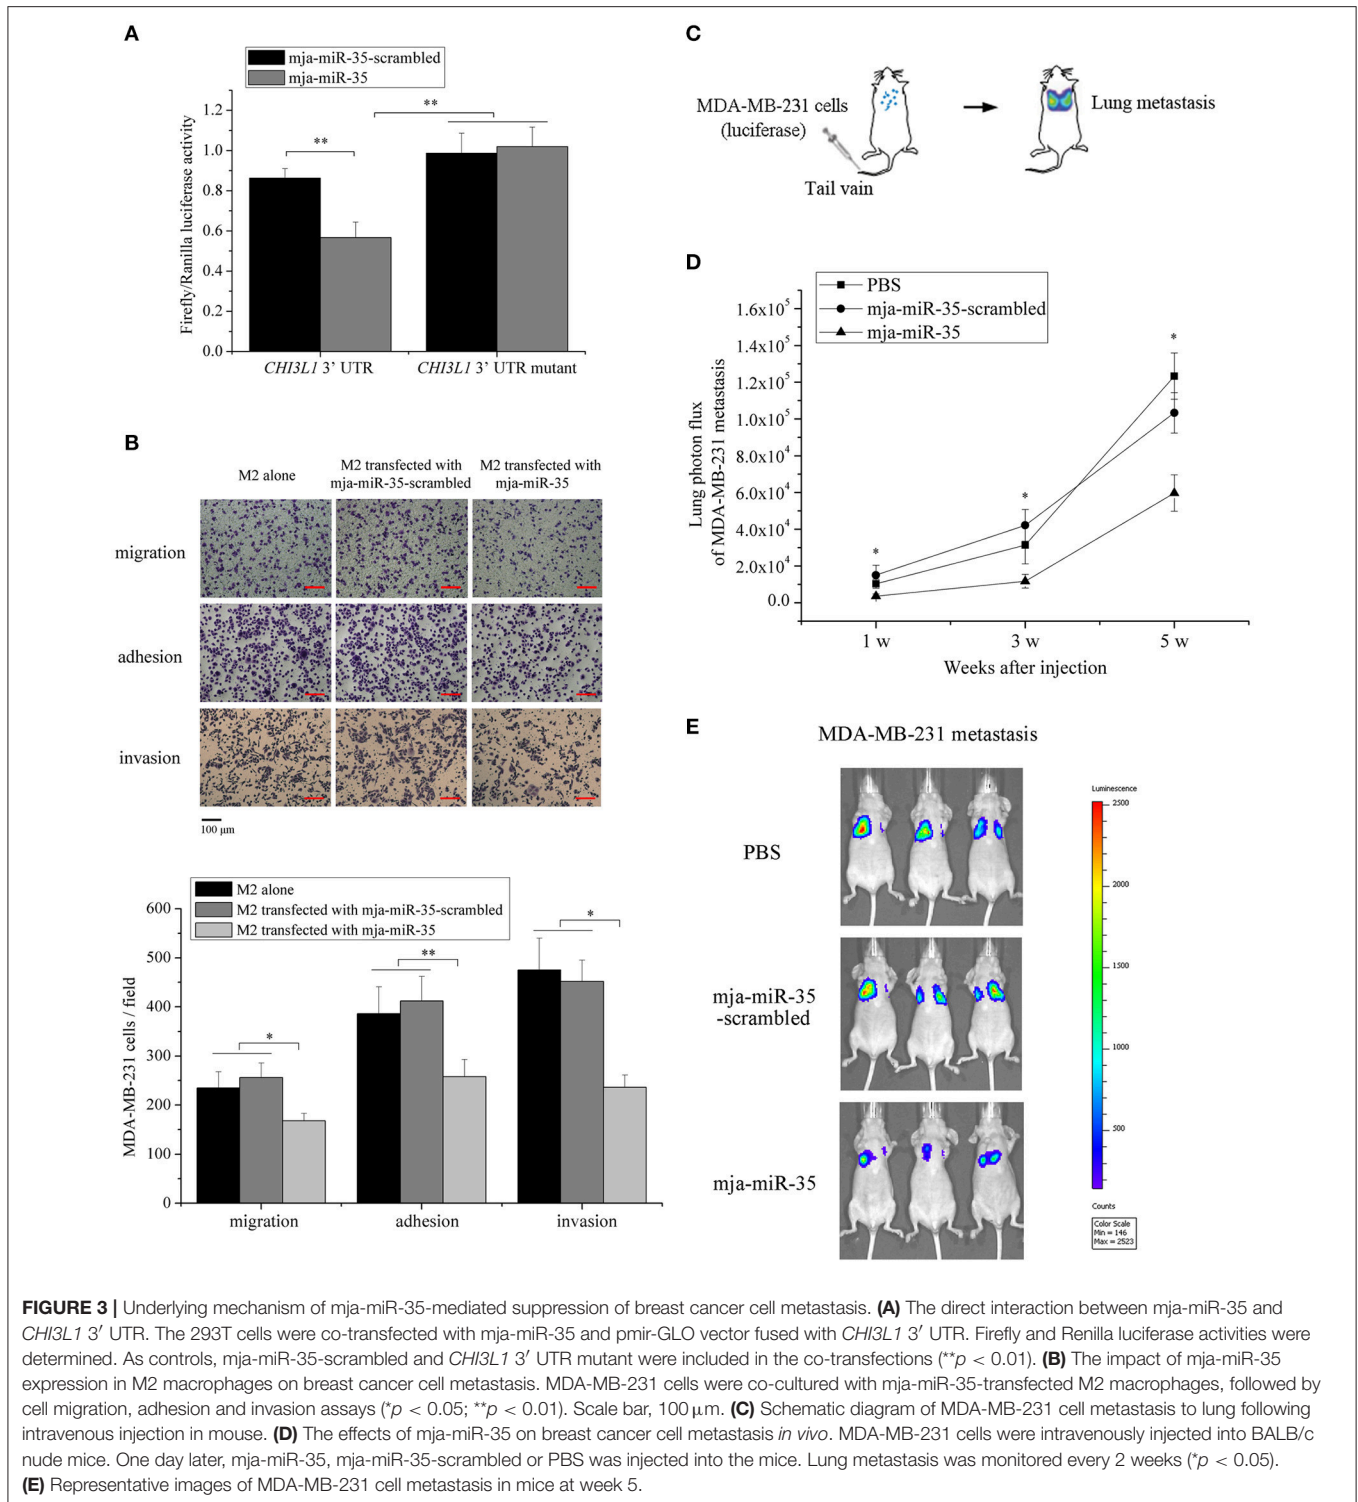 A
mja-miR-35-scrambled
mja-miR-35
**
**
Firefly/Ranilla luciferase activity
1.2
1.0
0.8
0.6
0.4
0.2
0.0
CHI3L1 3' UTR
CHI3L1 3' UTR mutant
B
M2 alone
M2 transfected with
mja-miR-35-scrambled
M2 transfected with
mja-miR-35
migration
adhesion
invasion
100 μm
M2 alone
M2 transfected with mja-miR-35-scrambled
M2 transfected with mja-miR-35
*
**
*
MDA-MB-231 cells / field
600
500
400
300
200
100
0
migration
adhesion
invasion
C
MDA-MB-231 cells
(luciferase)
Tail vain
Lung metastasis
D
PBS
mja-miR-35-scrambled
mja-miR-35
*
*
*
Lung photon flux
of MDA-MB-231 metastasis
1.6x10⁵
1.4x10⁵
1.2x10⁵
1.0x10⁵
8.0x10⁴
6.0x10⁴
4.0x10⁴
2.0x10⁴
0.0
1 w
3 w
5 w
Weeks after injection
E
MDA-MB-231 metastasis
PBS
mja-miR-35
-scrambled
mja-miR-35
Luminescence
2500
2000
1500
1000
500
Counts
Color Scale
Min = 146
Max = 2523
FIGURE 3 | Underlying mechanism of mja-miR-35-mediated suppression of breast cancer cell metastasis. (A) The direct interaction between mja-miR-35 and
CHI3L1 3′ UTR. The 293T cells were co-transfected with mja-miR-35 and pmir-GLO vector fused with CHI3L1 3′ UTR. Firefly and Renilla luciferase activities were
determined. As controls, mja-miR-35-scrambled and CHI3L1 3′ UTR mutant were included in the co-transfections (**p < 0.01). (B) The impact of mja-miR-35
expression in M2 macrophages on breast cancer cell metastasis. MDA-MB-231 cells were co-cultured with mja-miR-35-transfected M2 macrophages, followed by
cell migration, adhesion and invasion assays (*p < 0.05; **p < 0.01). Scale bar, 100 μm. (C) Schematic diagram of MDA-MB-231 cell metastasis to lung following
intravenous injection in mouse. (D) The effects of mja-miR-35 on breast cancer cell metastasis in vivo. MDA-MB-231 cells were intravenously injected into BALB/c
nude mice. One day later, mja-miR-35, mja-miR-35-scrambled or PBS was injected into the mice. Lung metastasis was monitored every 2 weeks (*p < 0.05).
(E) Representative images of MDA-MB-231 cell metastasis in mice at week 5.